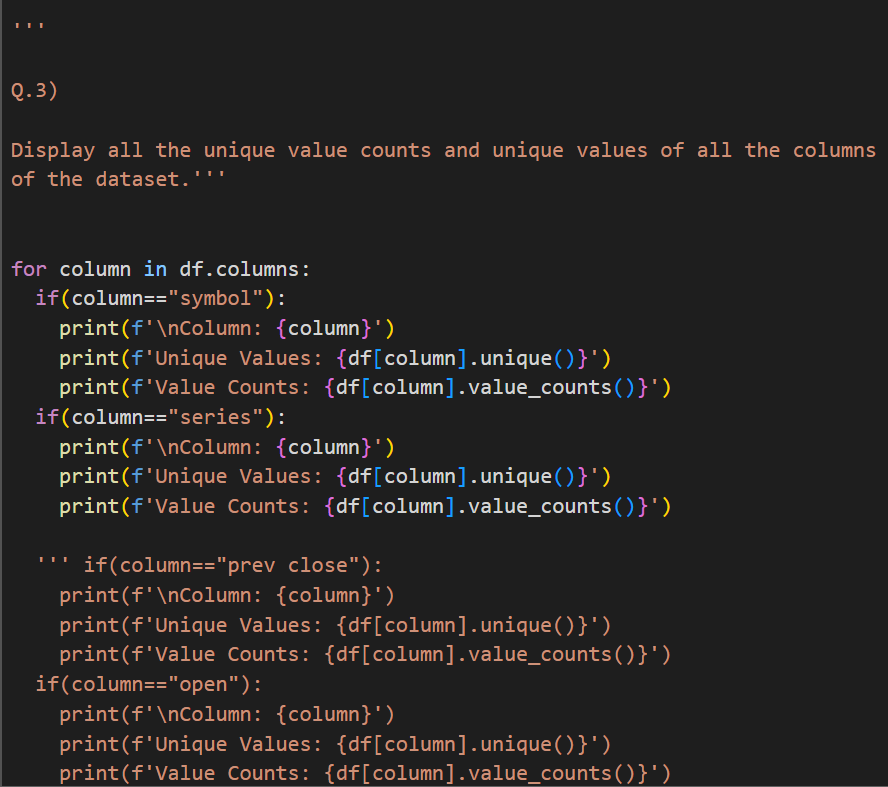 '''
Q.3)
Display all the unique value counts and unique values of all the columns
of the dataset.'''
for column in df.columns:
  if(column=="symbol"):
    print(f'\nColumn: {column}')
    print(f'Unique Values: {df[column].unique()}')
    print(f'Value Counts: {df[column].value_counts()}')
  if(column=="series"):
    print(f'\nColumn: {column}')
    print(f'Unique Values: {df[column].unique()}')
    print(f'Value Counts: {df[column].value_counts()}')
  ''' if(column=="prev close"):
    print(f'\nColumn: {column}')
    print(f'Unique Values: {df[column].unique()}')
    print(f'Value Counts: {df[column].value_counts()}')
  if(column=="open"):
    print(f'\nColumn: {column}')
    print(f'Unique Values: {df[column].unique()}')
    print(f'Value Counts: {df[column].value_counts()}')